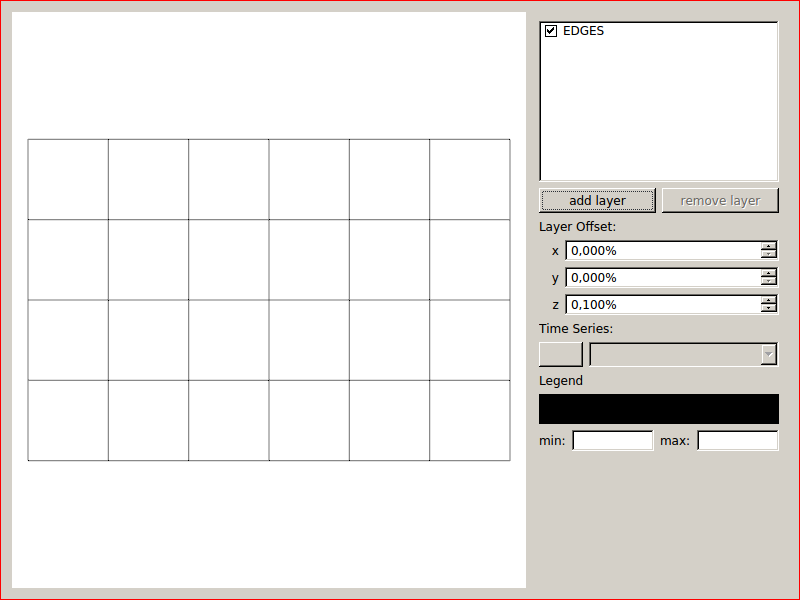 EDGES
add layer remove layer
Layer Offset:
x 0,000%
y 0,000%
z 0,100%
Time Series:
Legend
min: max: